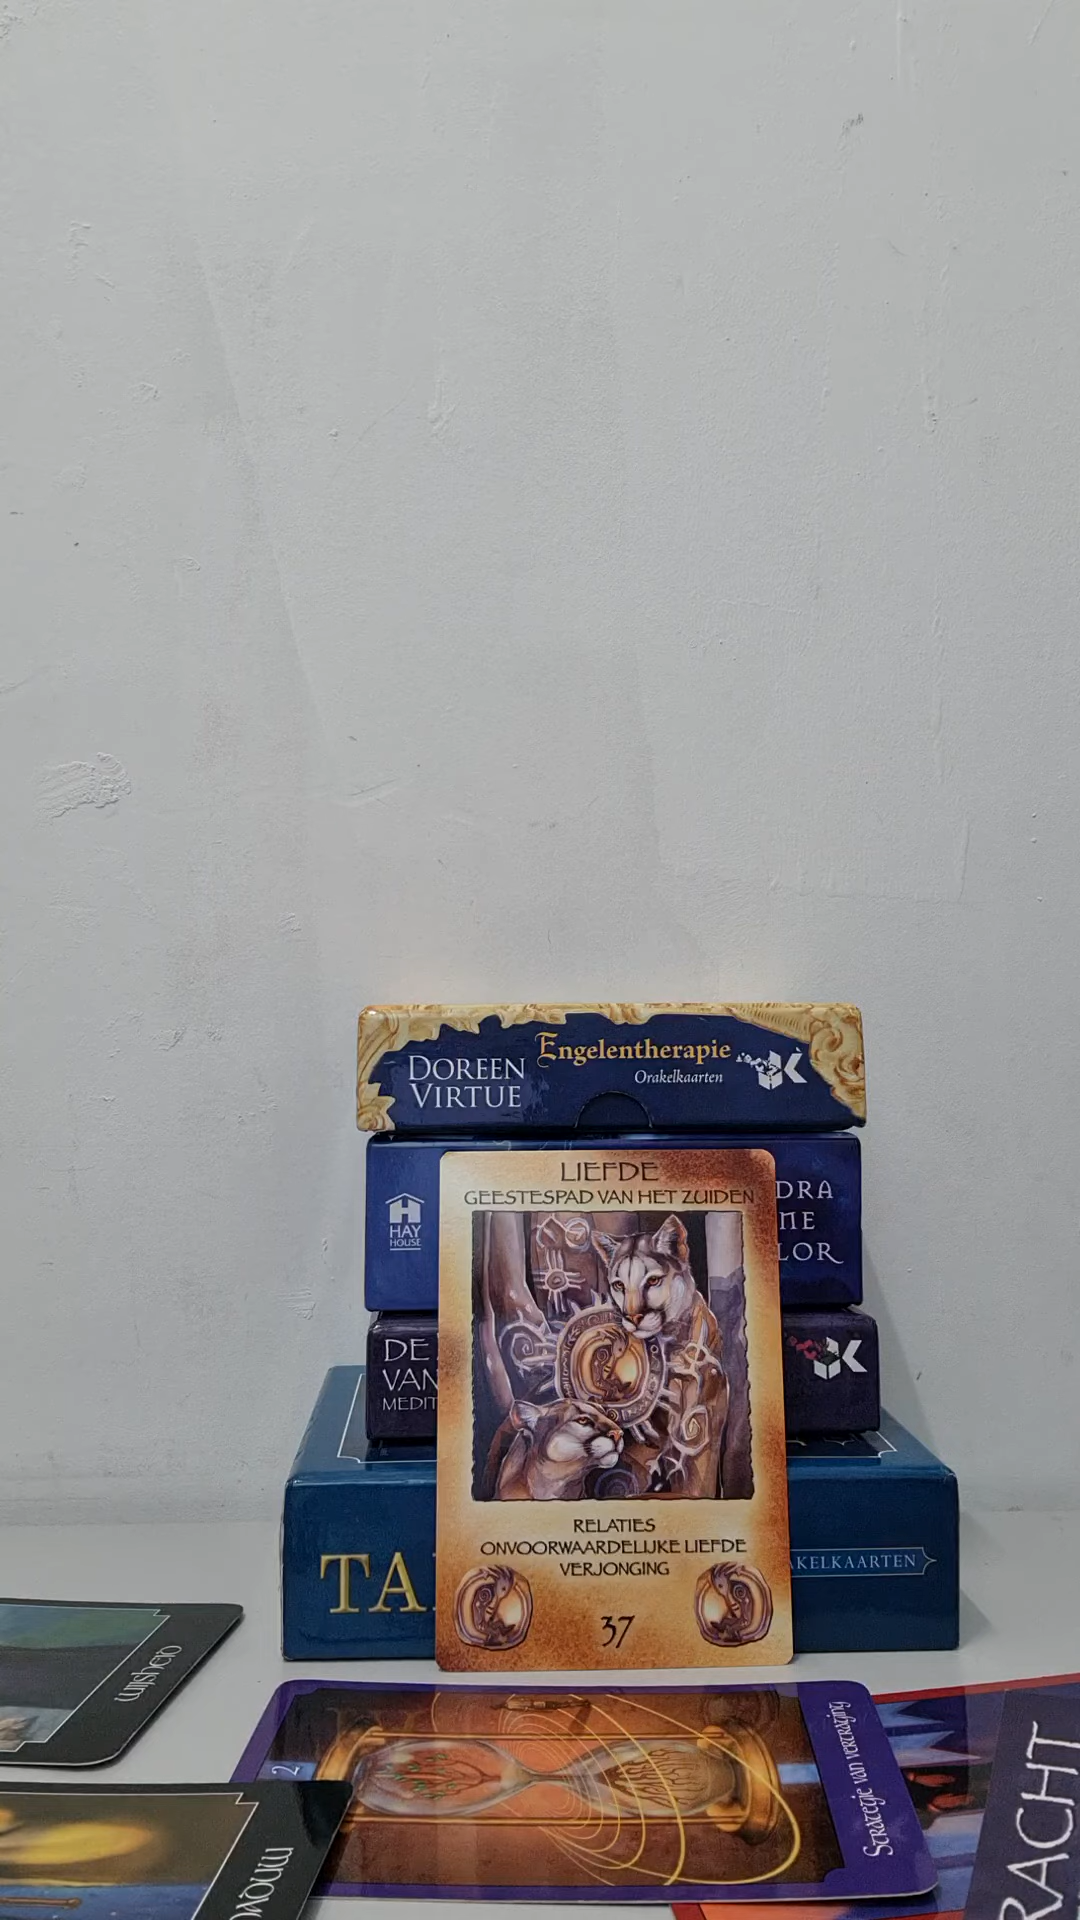 DOREEN
VIRTUE
Engelentherapie
Orakelkaarten
HAY
HOUSE
DRA
NE
LOR
DE
VAN
MEDIT
K
LIEFDE
GEESTESPAD VAN HET ZUIDEN
RELATIES
ONVOORWAARDELIJKE LIEFDE
VERJONGING
37
TA
AKELKAARTEN
Wijsheid
2
Strategie van vertraging
RACHT